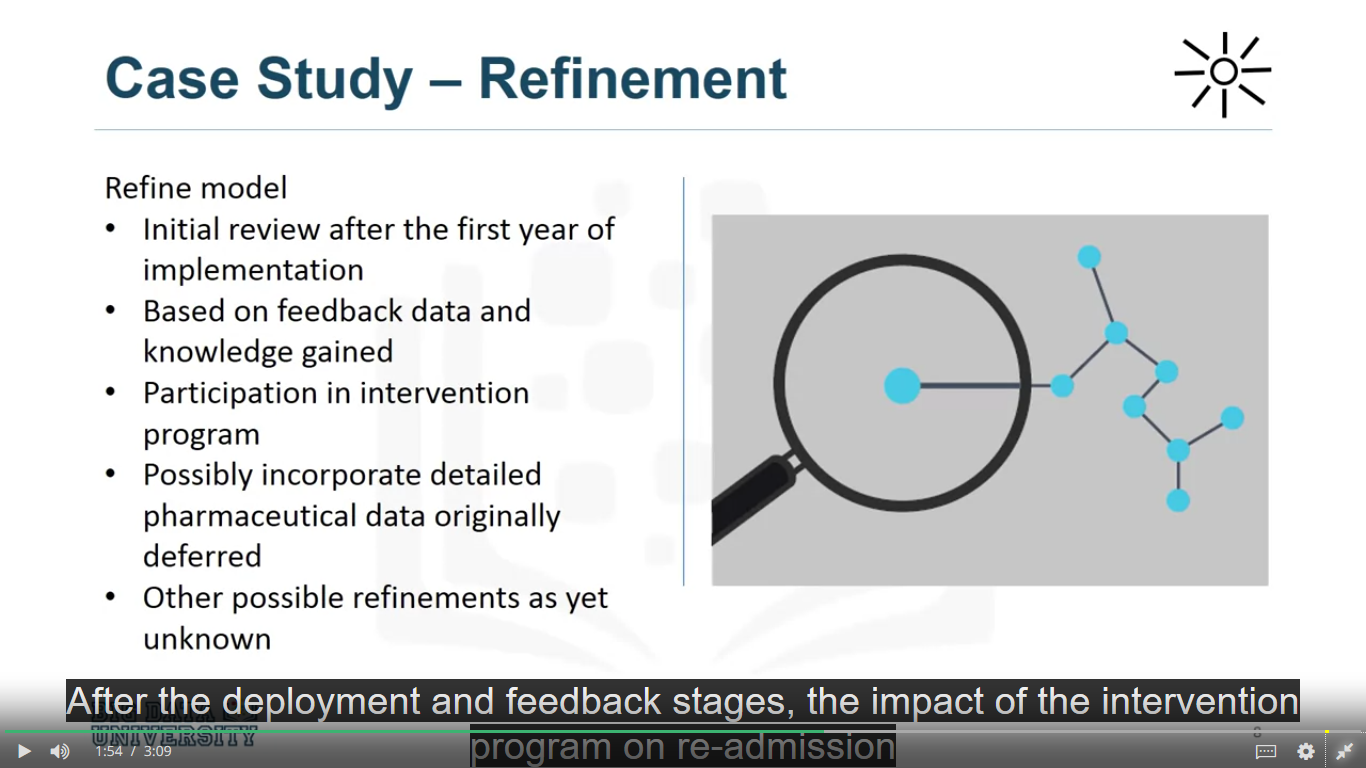 Case Study – Refinement
Refine model
• Initial review after the first year of
implementation
• Based on feedback data and
knowledge gained
• Participation in intervention
program
• Possibly incorporate detailed
pharmaceutical data originally
deferred
• Other possible refinements as yet
unknown
After the deployment and feedback stages, the impact of the intervention
program on re-admission
BIG DATA
UNIVERSITY
1:54 / 3:09